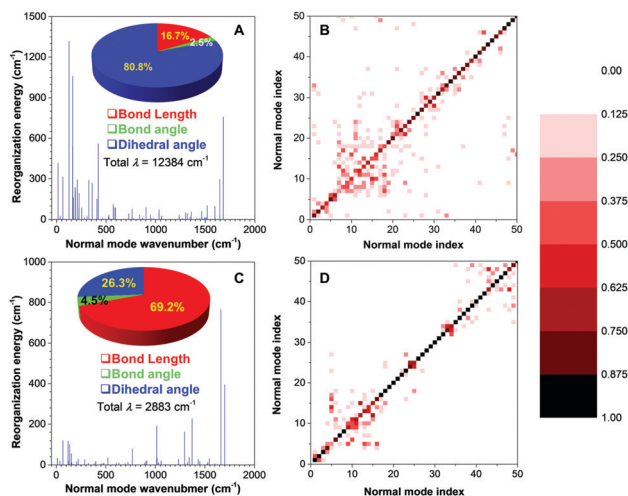 A
1500
1200
900
600
300
0
Reorganization energy (cm-1)
16.7%
2.5%
80.8%
Bond Length
Bond angle
Dihedral angle
Total λ = 12384 cm-1
0 500 1000 1500 2000
Normal mode wavenumber (cm-1)
B
50
40
30
20
10
0
Normal mode index
0 10 20 30 40 50
Normal mode index
C
1000
800
600
400
200
0
Reorganization energy (cm-1)
26.3%
4.5%
69.2%
Bond Length
Bond angle
Dihedral angle
Total λ = 2883 cm-1
0 500 1000 1500 2000
Normal mode wavenubmer (cm-1)
D
50
40
30
20
10
0
Normal mode index
0 10 20 30 40 50
Normal mode index
0.00
0.125
0.250
0.375
0.500
0.625
0.750
0.875
1.00